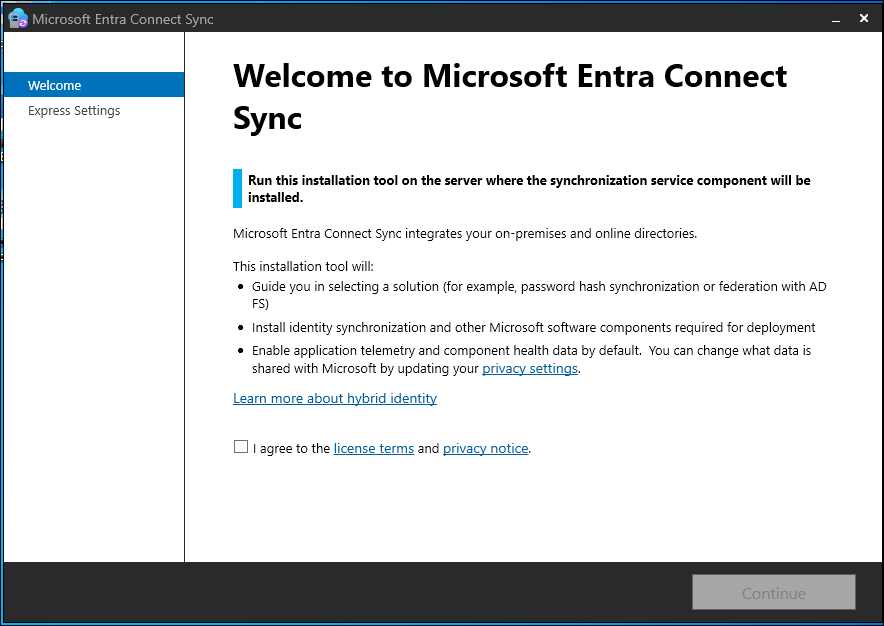 Microsoft Entra Connect Sync
Welcome
Express Settings
Welcome to Microsoft Entra Connect
Sync
Run this installation tool on the server where the synchronization service component will be
installed.
Microsoft Entra Connect Sync integrates your on-premises and online directories.
This installation tool will:
• Guide you in selecting a solution (for example, password hash synchronization or federation with AD
FS)
• Install identity synchronization and other Microsoft software components required for deployment
• Enable application telemetry and component health data by default.  You can change what data is
shared with Microsoft by updating your privacy settings.
Learn more about hybrid identity
I agree to the license terms and privacy notice.
Continue